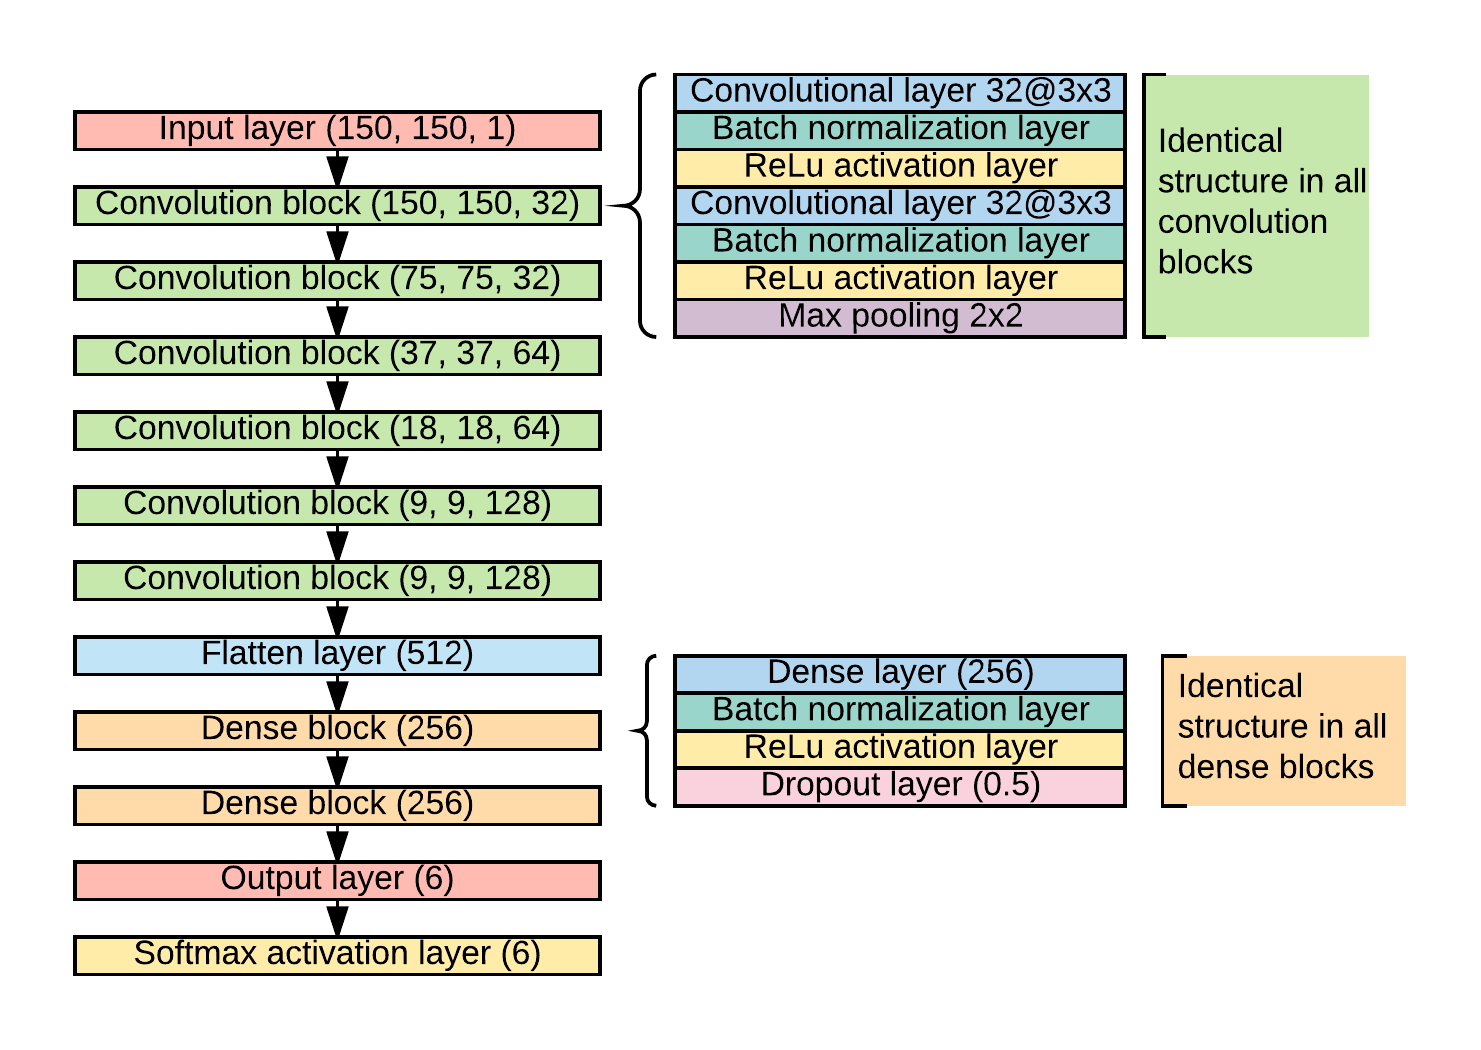 Input layer (150, 150, 1)
Convolution block (150, 150, 32)
Convolution block (75, 75, 32)
Convolution block (37, 37, 64)
Convolution block (18, 18, 64)
Convolution block (9, 9, 128)
Convolution block (9, 9, 128)
Flatten layer (512)
Dense block (256)
Dense block (256)
Output layer (6)
Softmax activation layer (6)
Convolutional layer 32@3x3
Batch normalization layer
ReLu activation layer
Convolutional layer 32@3x3
Batch normalization layer
ReLu activation layer
Max pooling 2x2
Identical
structure in all
convolution
blocks
Dense layer (256)
Batch normalization layer
ReLu activation layer
Dropout layer (0.5)
Identical
structure in all
dense blocks